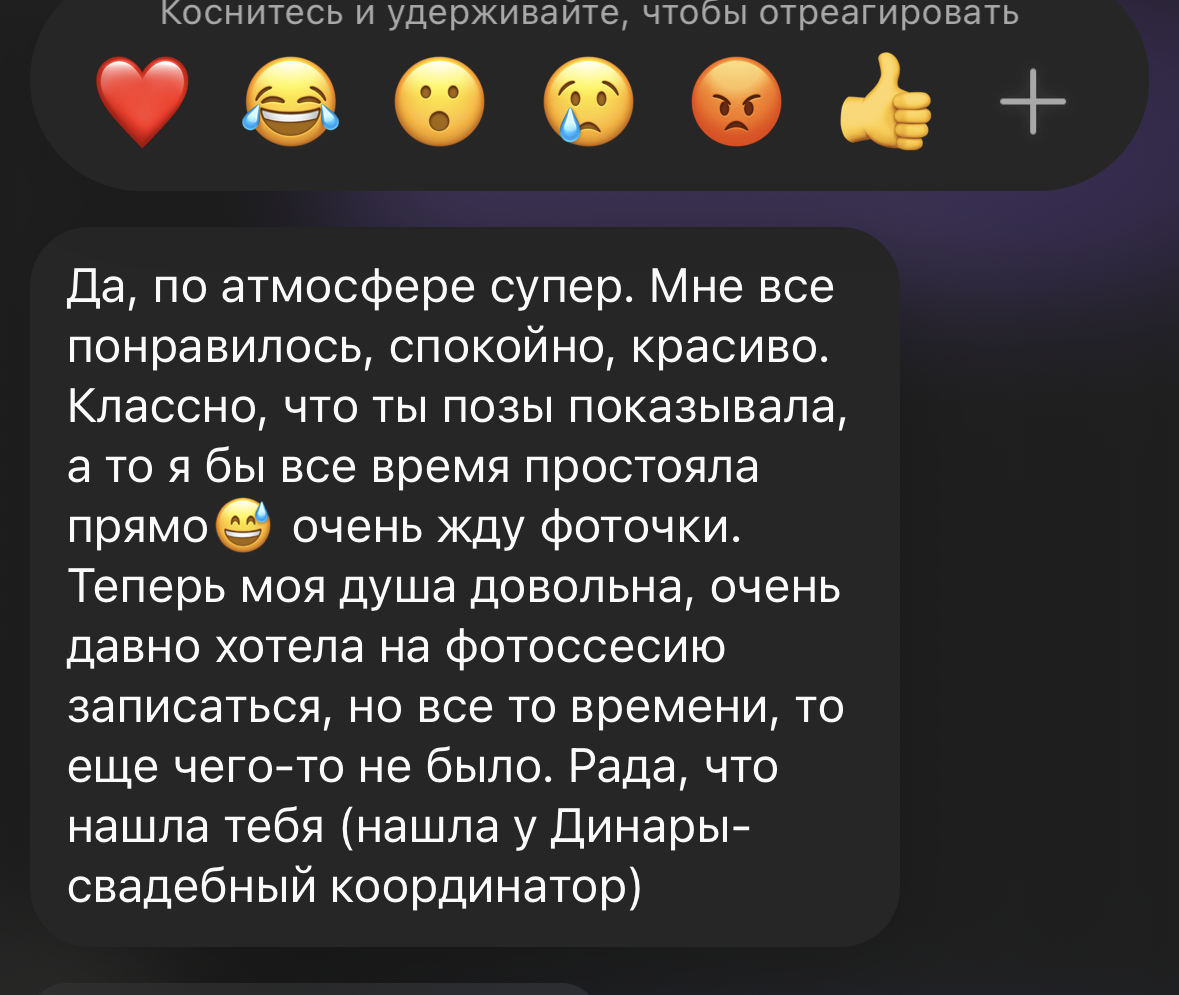 Коснитесь и удерживайте, чтобы отреагировать
Да, по атмосфере супер. Мне все
понравилось, спокойно, красиво.
Классно, что ты позы показывала,
а то я бы все время простояла
прямо😅 очень жду фоточки.
Теперь моя душа довольна, очень
давно хотела на фотоссесию
записаться, но все то времени, то
еще чего-то не было. Рада, что
нашла тебя (нашла у Динары-
свадебный координатор)